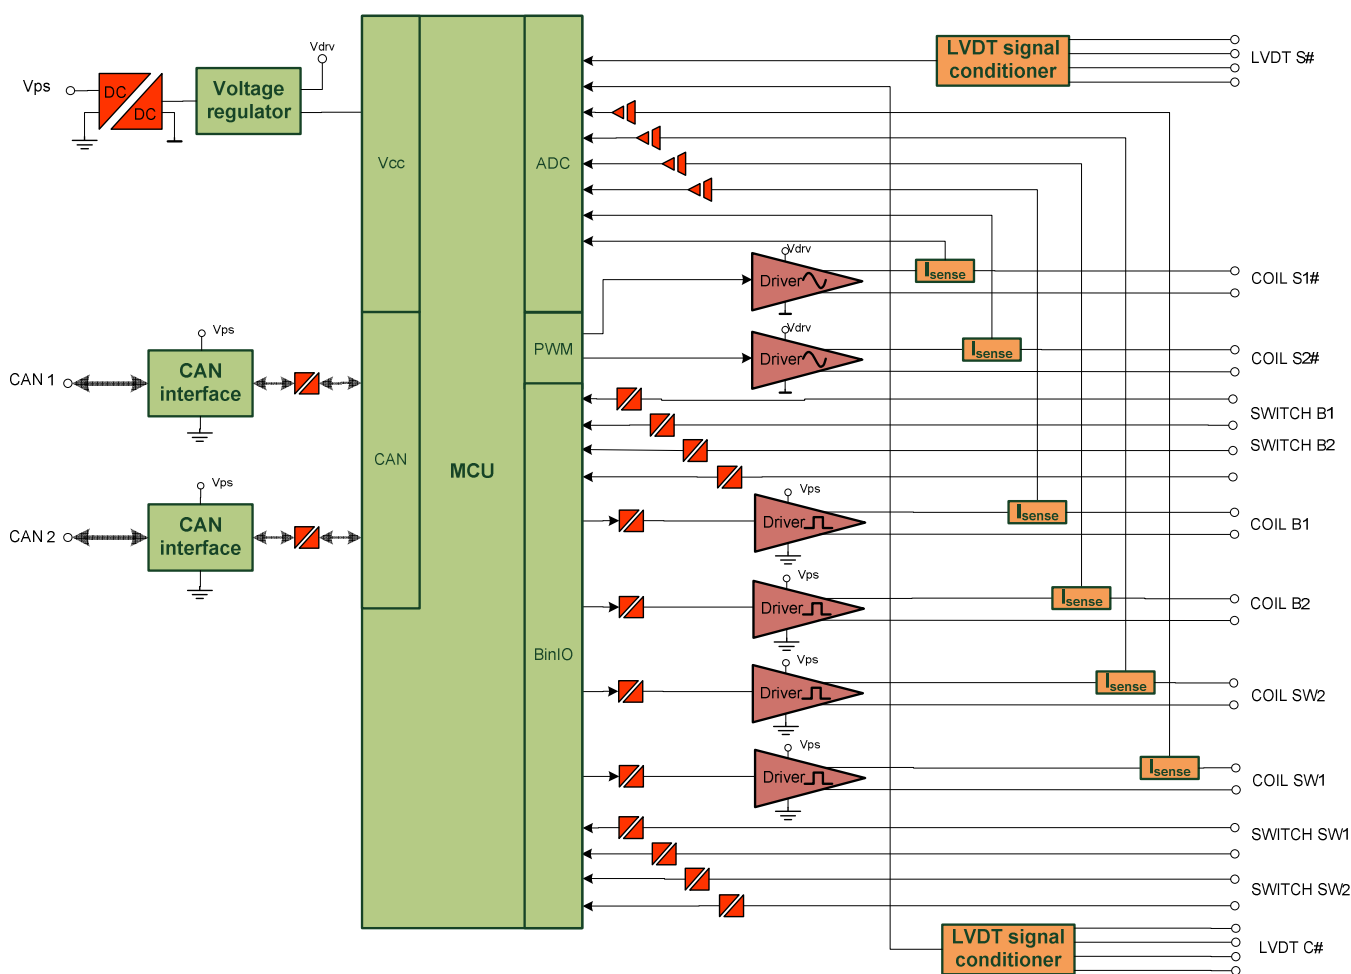 LVDT signal
conditioner
LVDT S#
Vdrv
Vps
DC
DC
Voltage
regulator
Vcc
ADC
Vdrv
Driver
Isense
COIL S1#
Vps
PWM
Vdrv
Driver
Isense
COIL S2#
CAN 1
CAN
interface
SWITCH B1
SWITCH B2
CAN
MCU
Vps
Vps
Driver
Isense
COIL B1
CAN 2
CAN
interface
Vps
Driver
Isense
COIL B2
BinIO
Vps
Driver
Isense
COIL SW2
Vps
Driver
Isense
COIL SW1
SWITCH SW1
SWITCH SW2
LVDT signal
conditioner
LVDT C#